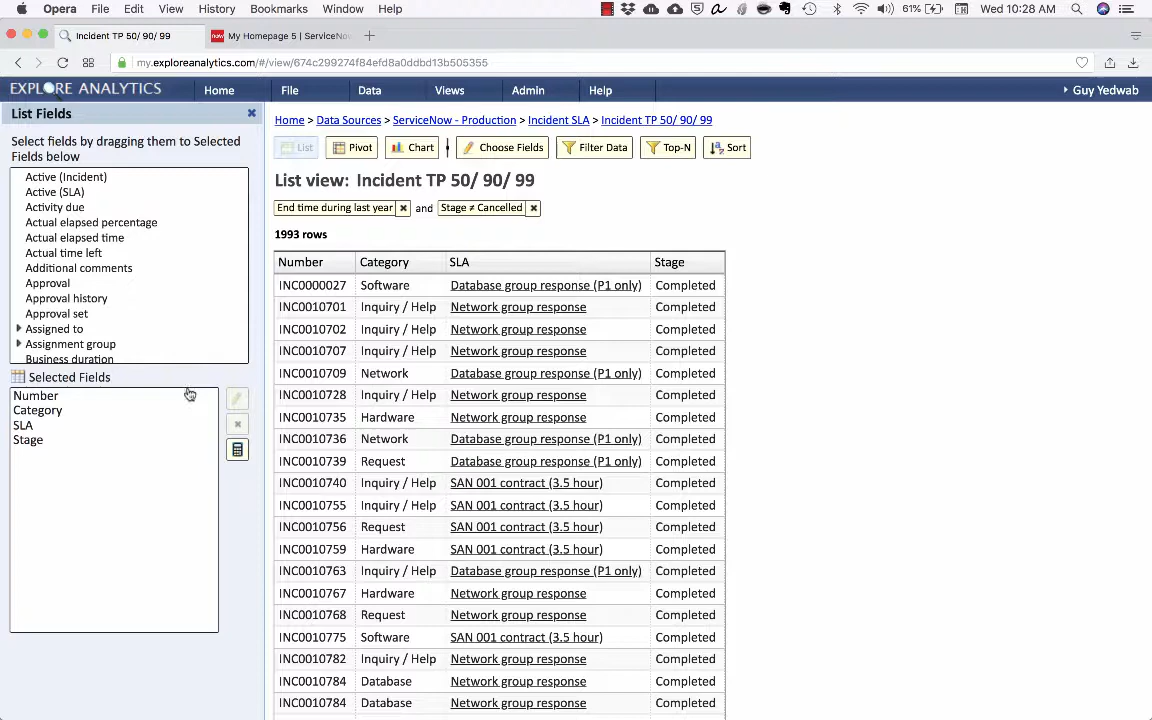 Opera File Edit View History Bookmarks Window Help 61% Wed 10:28 AM
Incident TP 50/ 90/ 99
My Homepage 5 | ServiceNo
my.exploreanalytics.com/#/view/674c299274f84efd8a0ddbd13b505355
EXPLORE ANALYTICS Home File Data Views Admin Help Guy Yedwab
List Fields
Select fields by dragging them to Selected
Fields below
Active (Incident)
Active (SLA)
Activity due
Actual elapsed percentage
Actual elapsed time
Actual time left
Additional comments
Approval
Approval history
Approval set
Assigned to
Assignment group
Business duration
Selected Fields
Number
Category
SLA
Stage
Home > Data Sources > ServiceNow - Production > Incident SLA > Incident TP 50/ 90/ 99
List Pivot Chart Choose Fields Filter Data Top-N Sort
List view: Incident TP 50/ 90/ 99
End time during last year and Stage ≠ Cancelled
1993 rows
Number Category SLA Stage
INC0000027 Software Database group response (P1 only) Completed
INC0010701 Inquiry / Help Network group response Completed
INC0010702 Inquiry / Help Network group response Completed
INC0010707 Inquiry / Help Network group response Completed
INC0010709 Network Database group response (P1 only) Completed
INC0010728 Inquiry / Help Network group response Completed
INC0010735 Hardware Network group response Completed
INC0010736 Network Database group response (P1 only) Completed
INC0010739 Request Database group response (P1 only) Completed
INC0010740 Inquiry / Help SAN 001 contract (3.5 hour) Completed
INC0010755 Inquiry / Help SAN 001 contract (3.5 hour) Completed
INC0010756 Request SAN 001 contract (3.5 hour) Completed
INC0010759 Hardware SAN 001 contract (3.5 hour) Completed
INC0010763 Inquiry / Help Database group response (P1 only) Completed
INC0010767 Hardware Network group response Completed
INC0010768 Request Network group response Completed
INC0010775 Software SAN 001 contract (3.5 hour) Completed
INC0010782 Inquiry / Help Network group response Completed
INC0010784 Database Network group response Completed
INC0010784 Database Network group response Completed